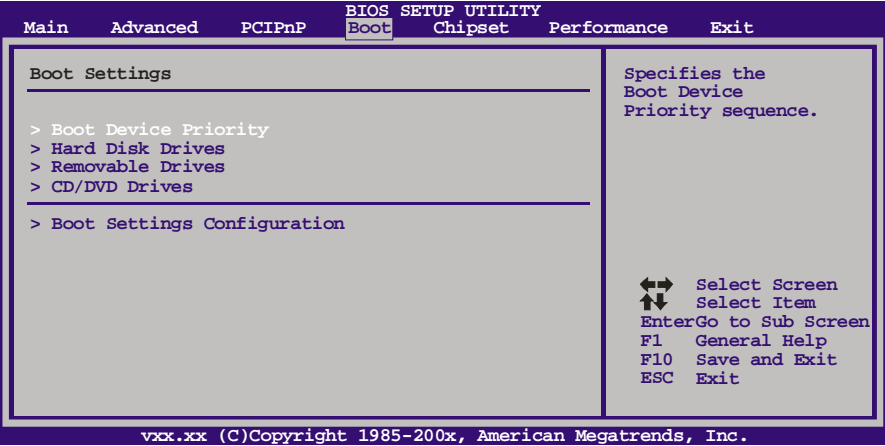 BIOS SETUP UTILITY
Main Advanced PCIPnP Boot Chipset Performance Exit
Boot Settings
> Boot Device Priority
> Hard Disk Drives
> Removable Drives
> CD/DVD Drives
> Boot Settings Configuration
Specifies the
Boot Device
Priority sequence.
Select Screen
Select Item
EnterGo to Sub Screen
F1 General Help
F10 Save and Exit
ESC Exit
vxx.xx (C)Copyright 1985-200x, American Megatrends, Inc.